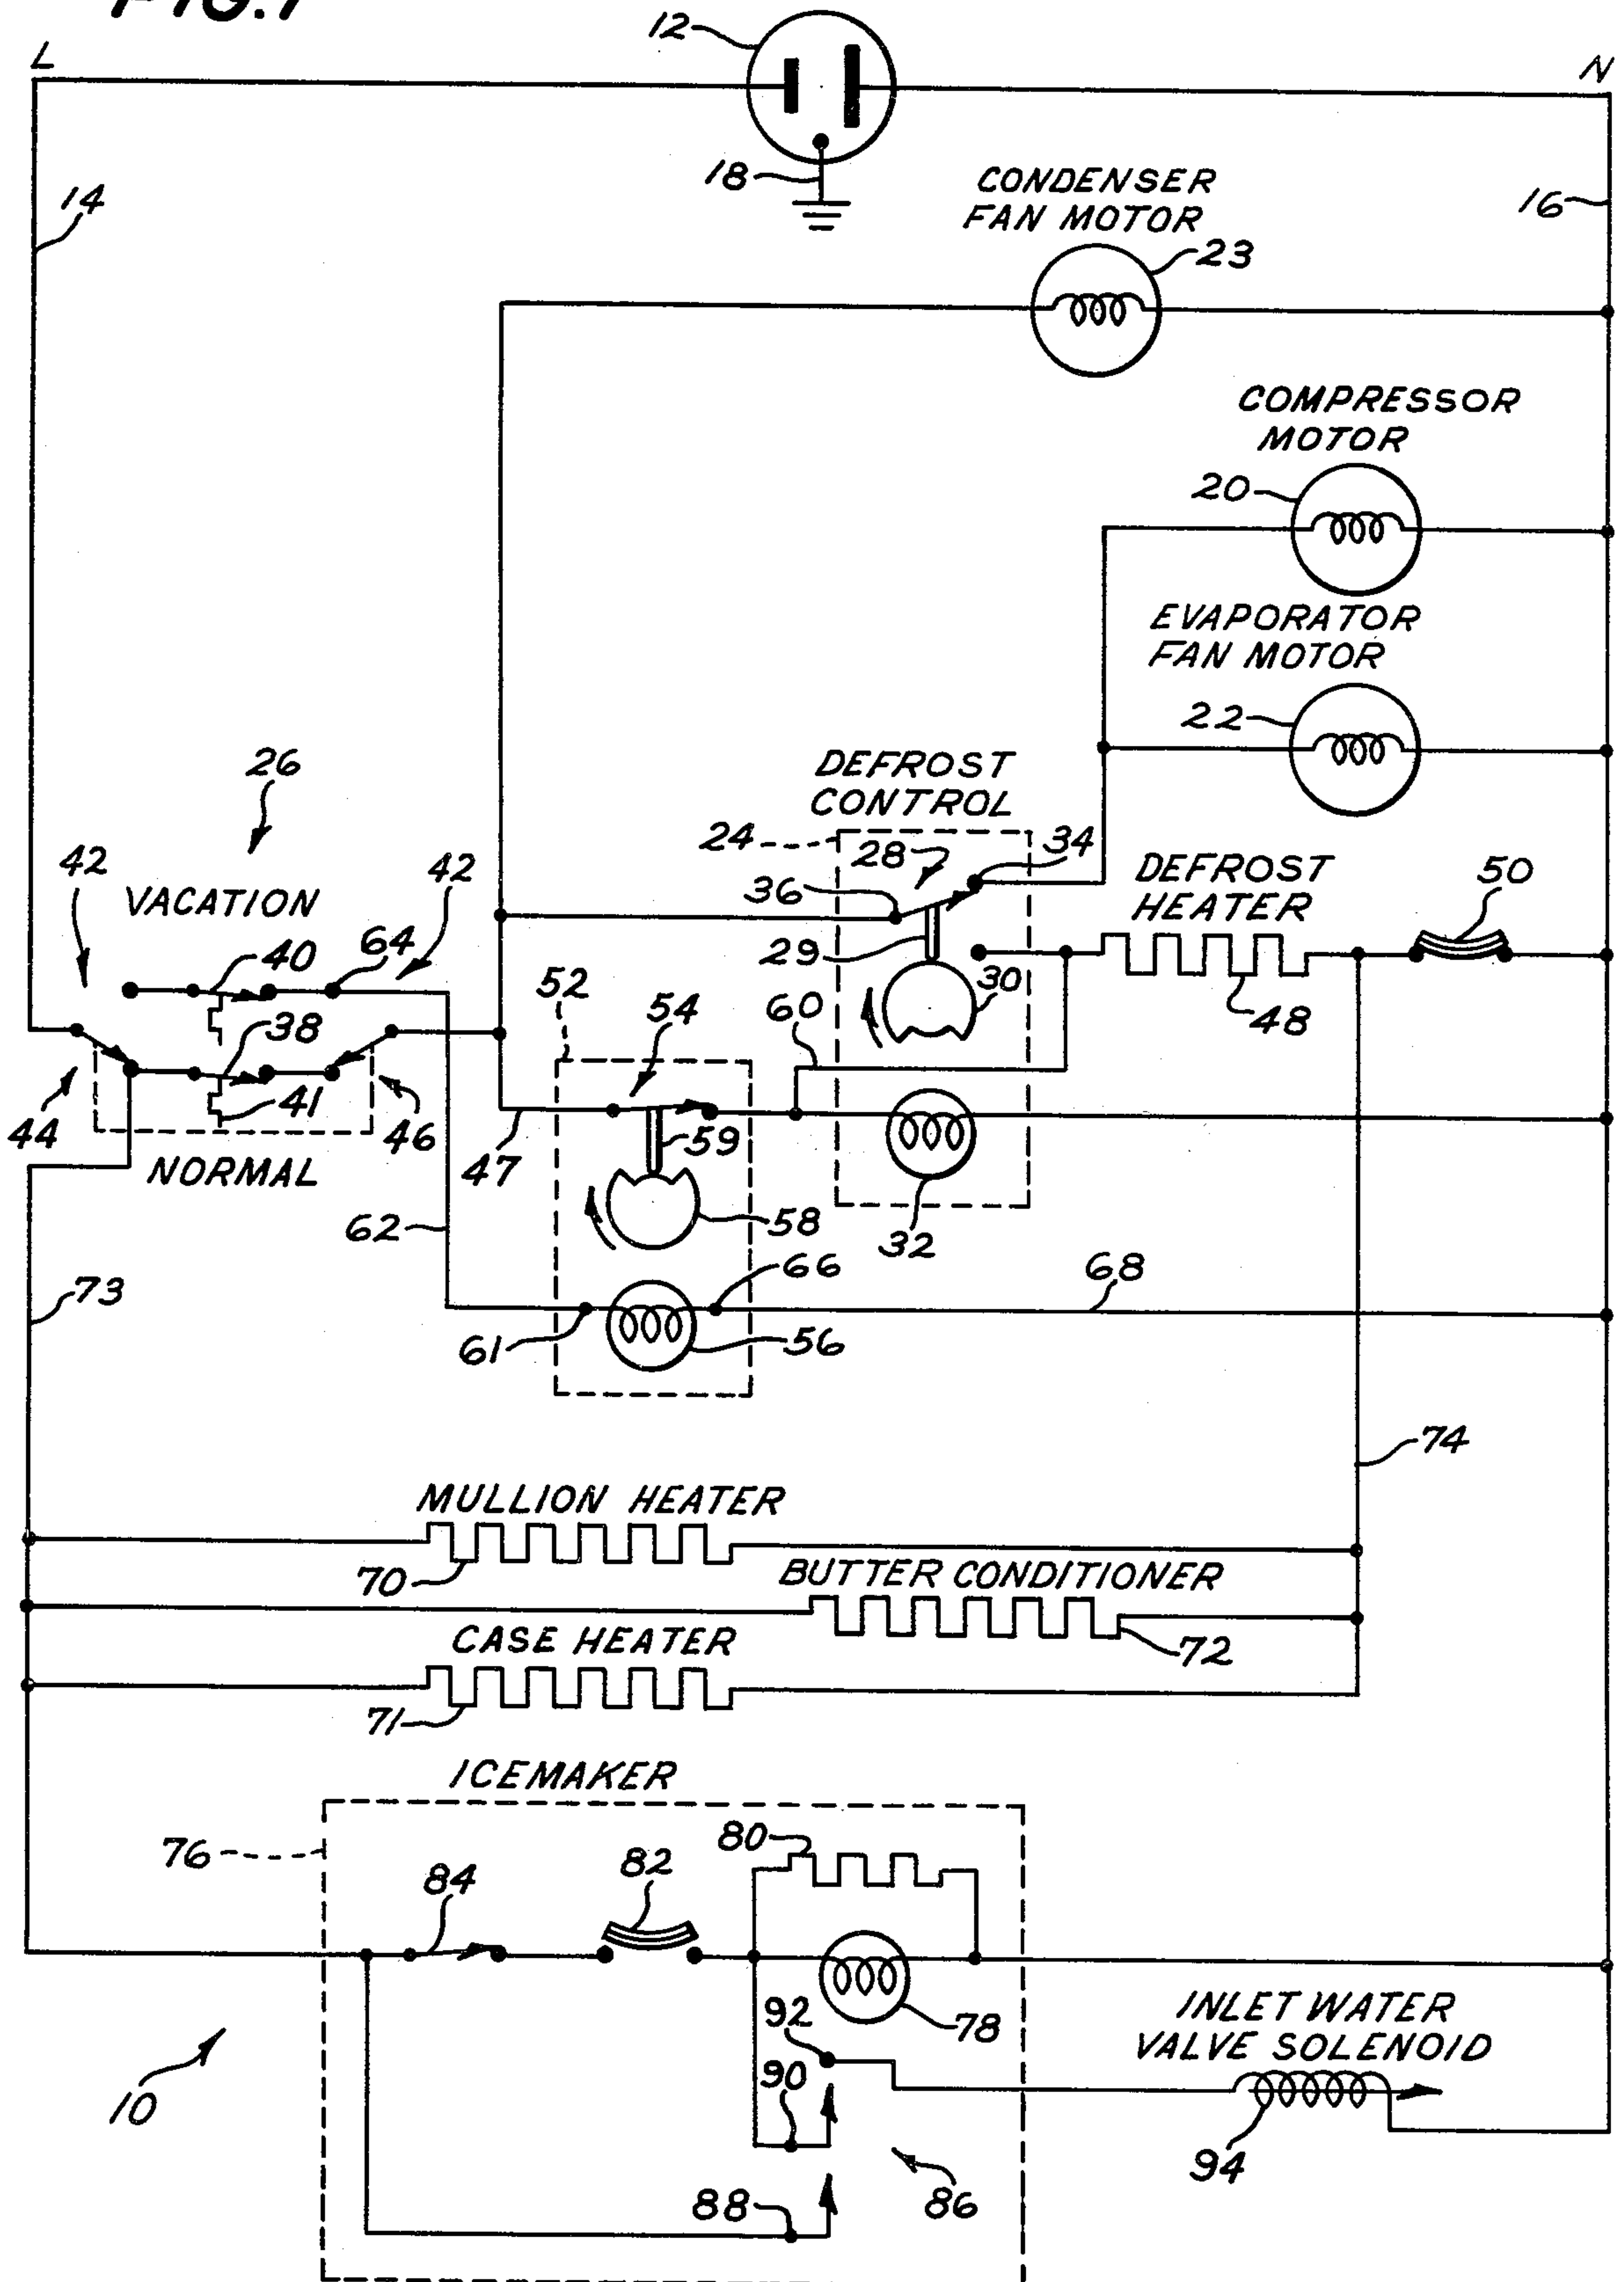 FIG. 1
L
12
N
18
14
16
CONDENSER
FAN MOTOR
23
COMPRESSOR
MOTOR
20
EVAPORATOR
FAN MOTOR
22
26
DEFROST
CONTROL
24
28
34
42
VACATION
42
36
DEFROST
HEATER
50
40
64
29
30
52
54
60
48
38
41
44
46
59
NORMAL
47
62
58
32
66
68
73
61
56
74
MULLION HEATER
70
BUTTER CONDITIONER
CASE HEATER
72
71
ICEMAKER
76
80
84
82
92
78
INLET WATER
VALVE SOLENOID
10
90
94
88
86